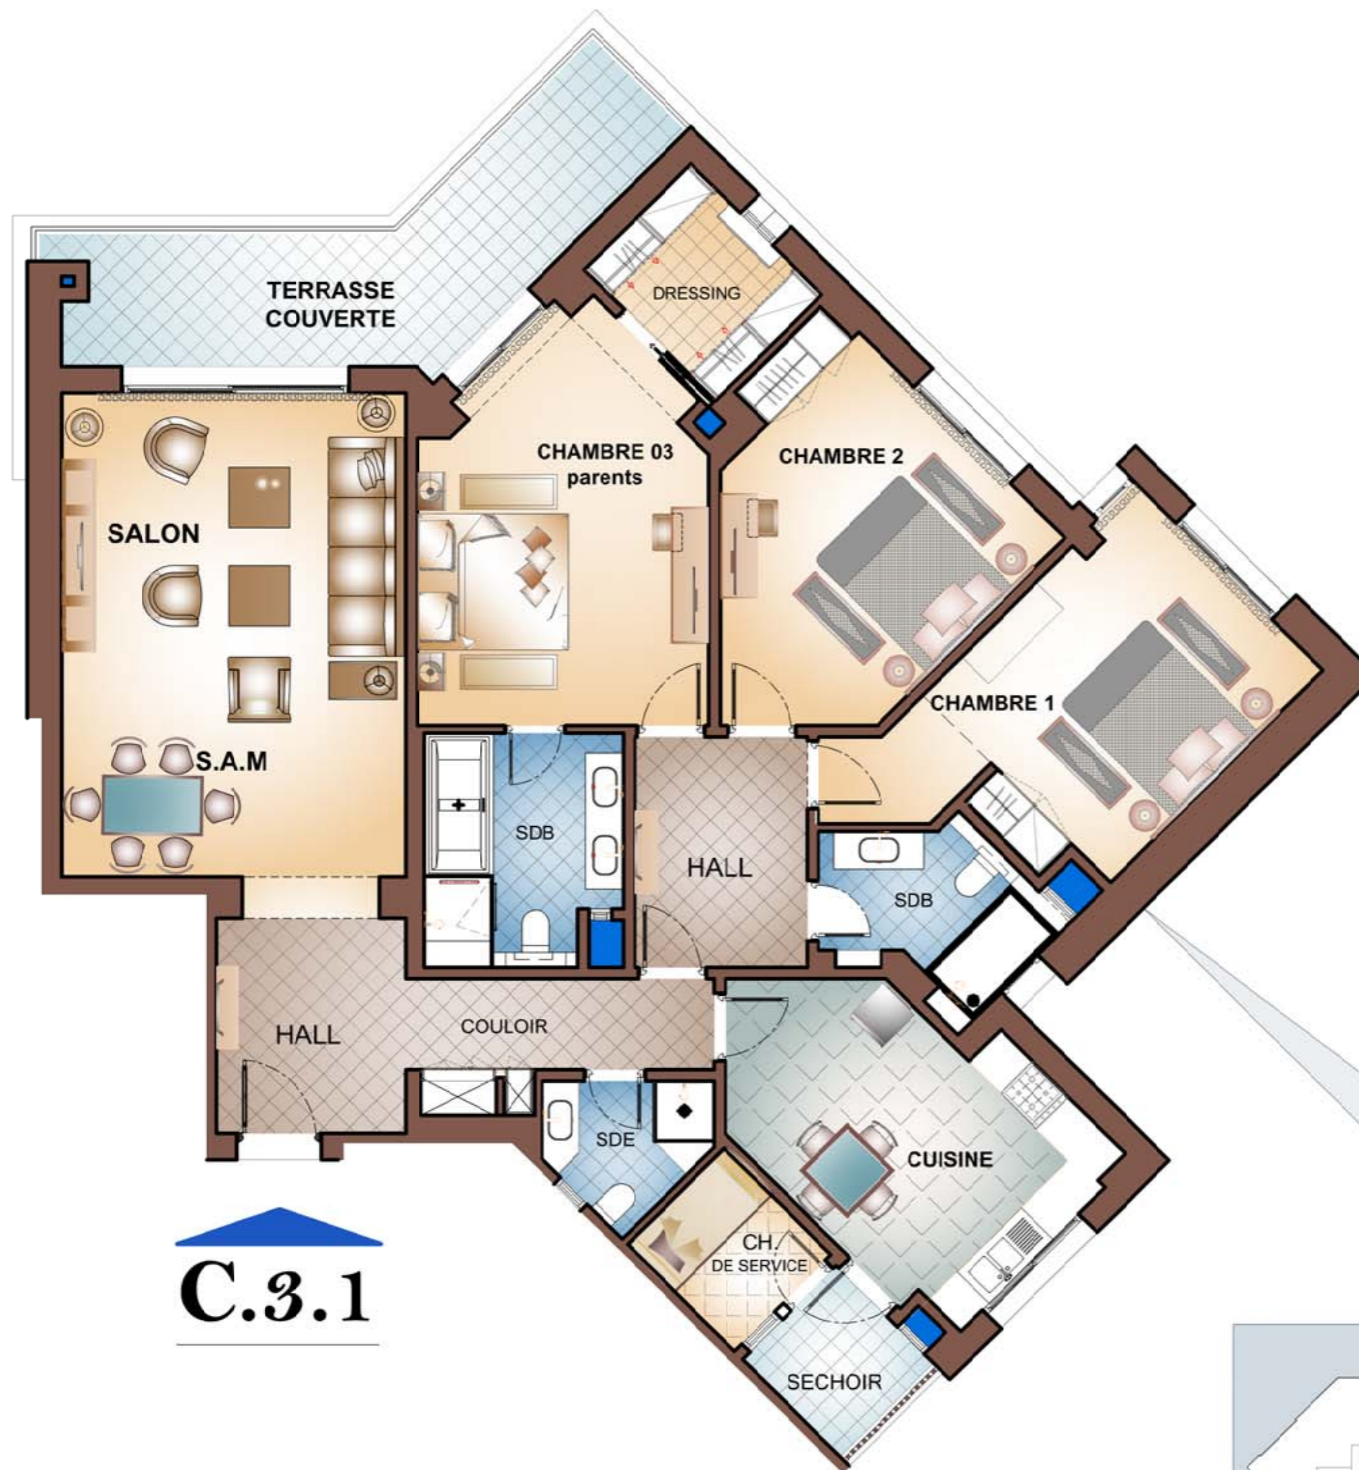 TERRASSE
COUVERTE
DRESSING
CHAMBRE 03
parents
CHAMBRE 2
SALON
CHAMBRE 1
S.A.M
SDB
HALL
SDB
HALL
COULOIR
SDE
CUISINE
CH.
DE SERVICE
SECHOIR
C.3.1